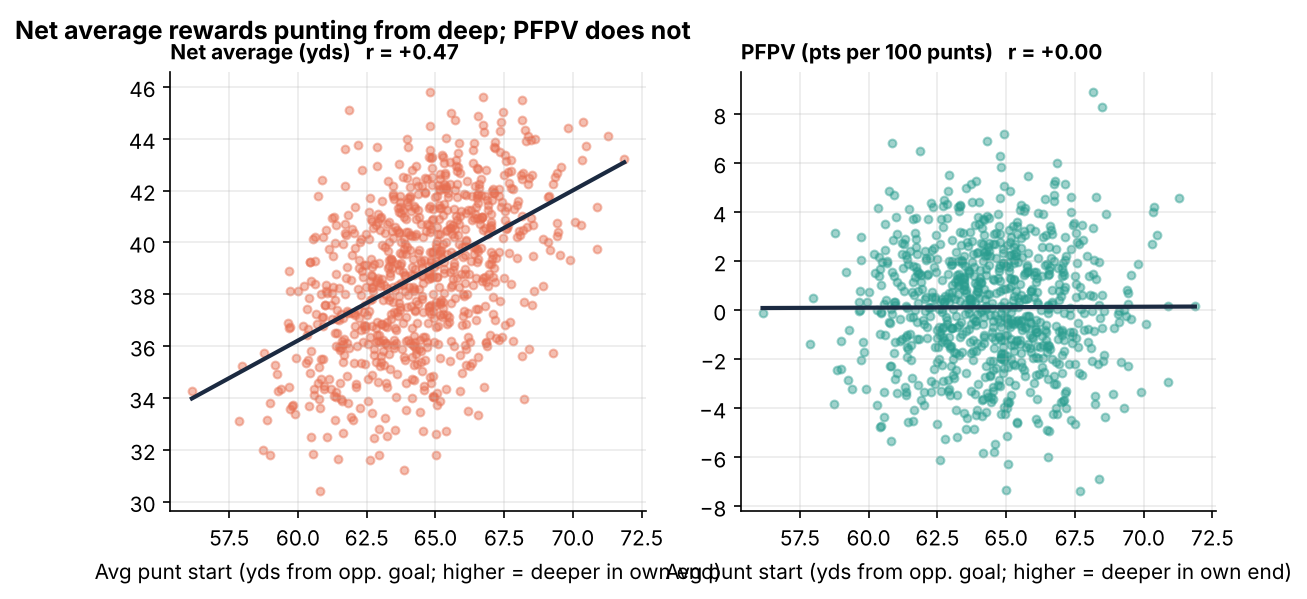 Net average rewards punting from deep; PFPV does not
Net average (yds)   r = +0.47
46
44
42
40
38
36
34
32
30
57.5 60.0 62.5 65.0 67.5 70.0 72.5
Avg punt start (yds from opp. goal; higher = deeper in own end)
PFPV (pts per 100 punts)   r = +0.00
8
6
4
2
0
−2
−4
−6
−8
57.5 60.0 62.5 65.0 67.5 70.0 72.5
Avg punt start (yds from opp. goal; higher = deeper in own end)